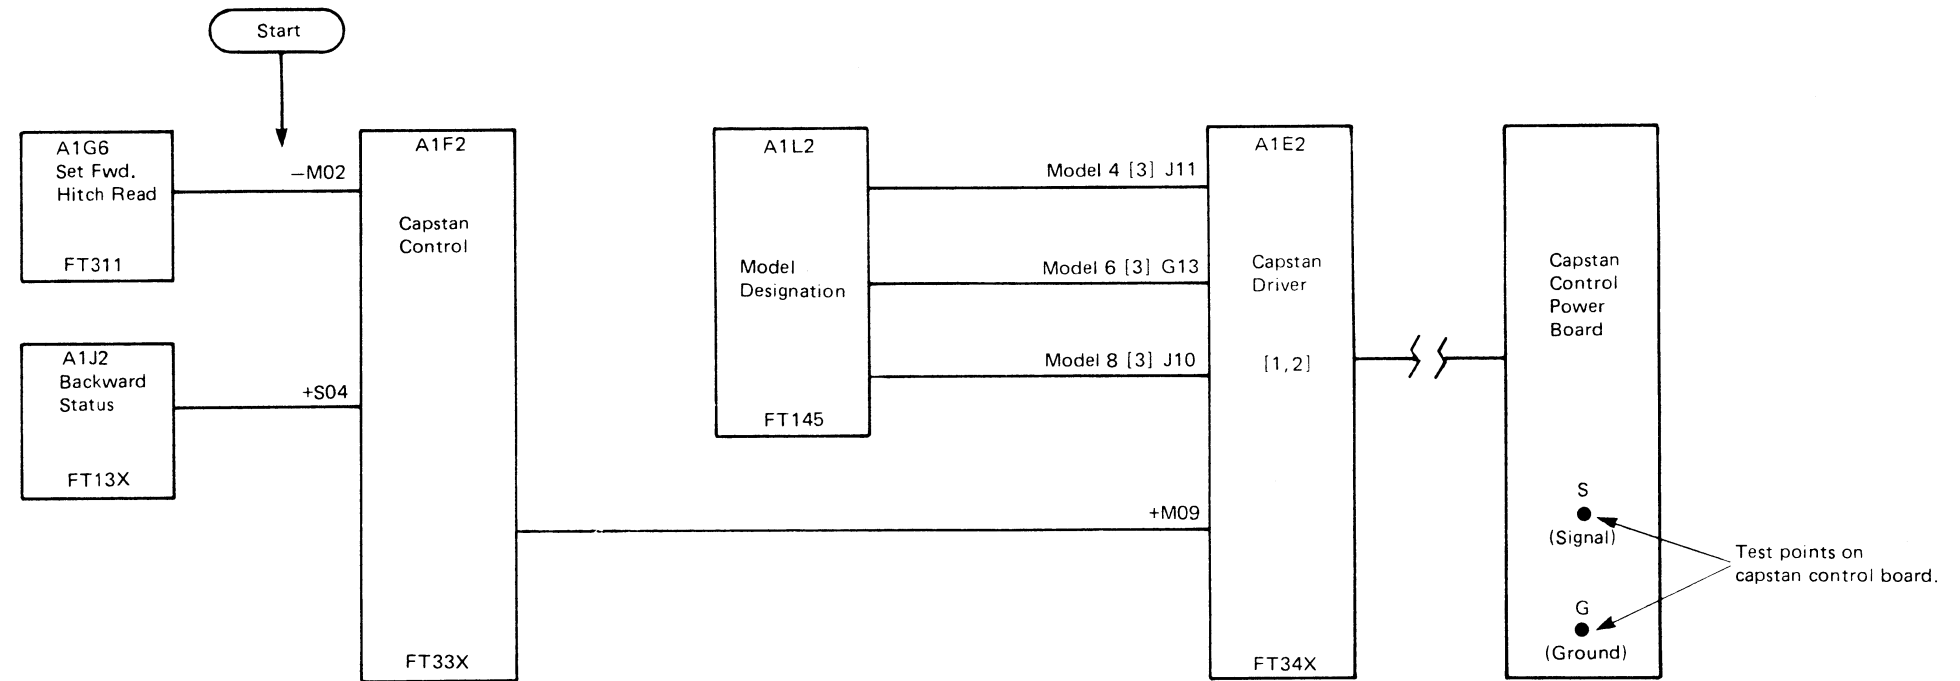 Start
A1G6
Set Fwd.
Hitch Read
FT311
—M02
A1J2
Backward
Status
FT13X
+S04
A1F2
Capstan
Control
FT33X
A1L2
Model
Designation
FT145
Model 4 [3] J11
Model 6 [3] G13
Model 8 [3] J10
+M09
A1E2
Capstan
Driver
[1,2]
FT34X
Capstan
Control
Power
Board
S
(Signal)
G
(Ground)
Test points on
capstan control board.